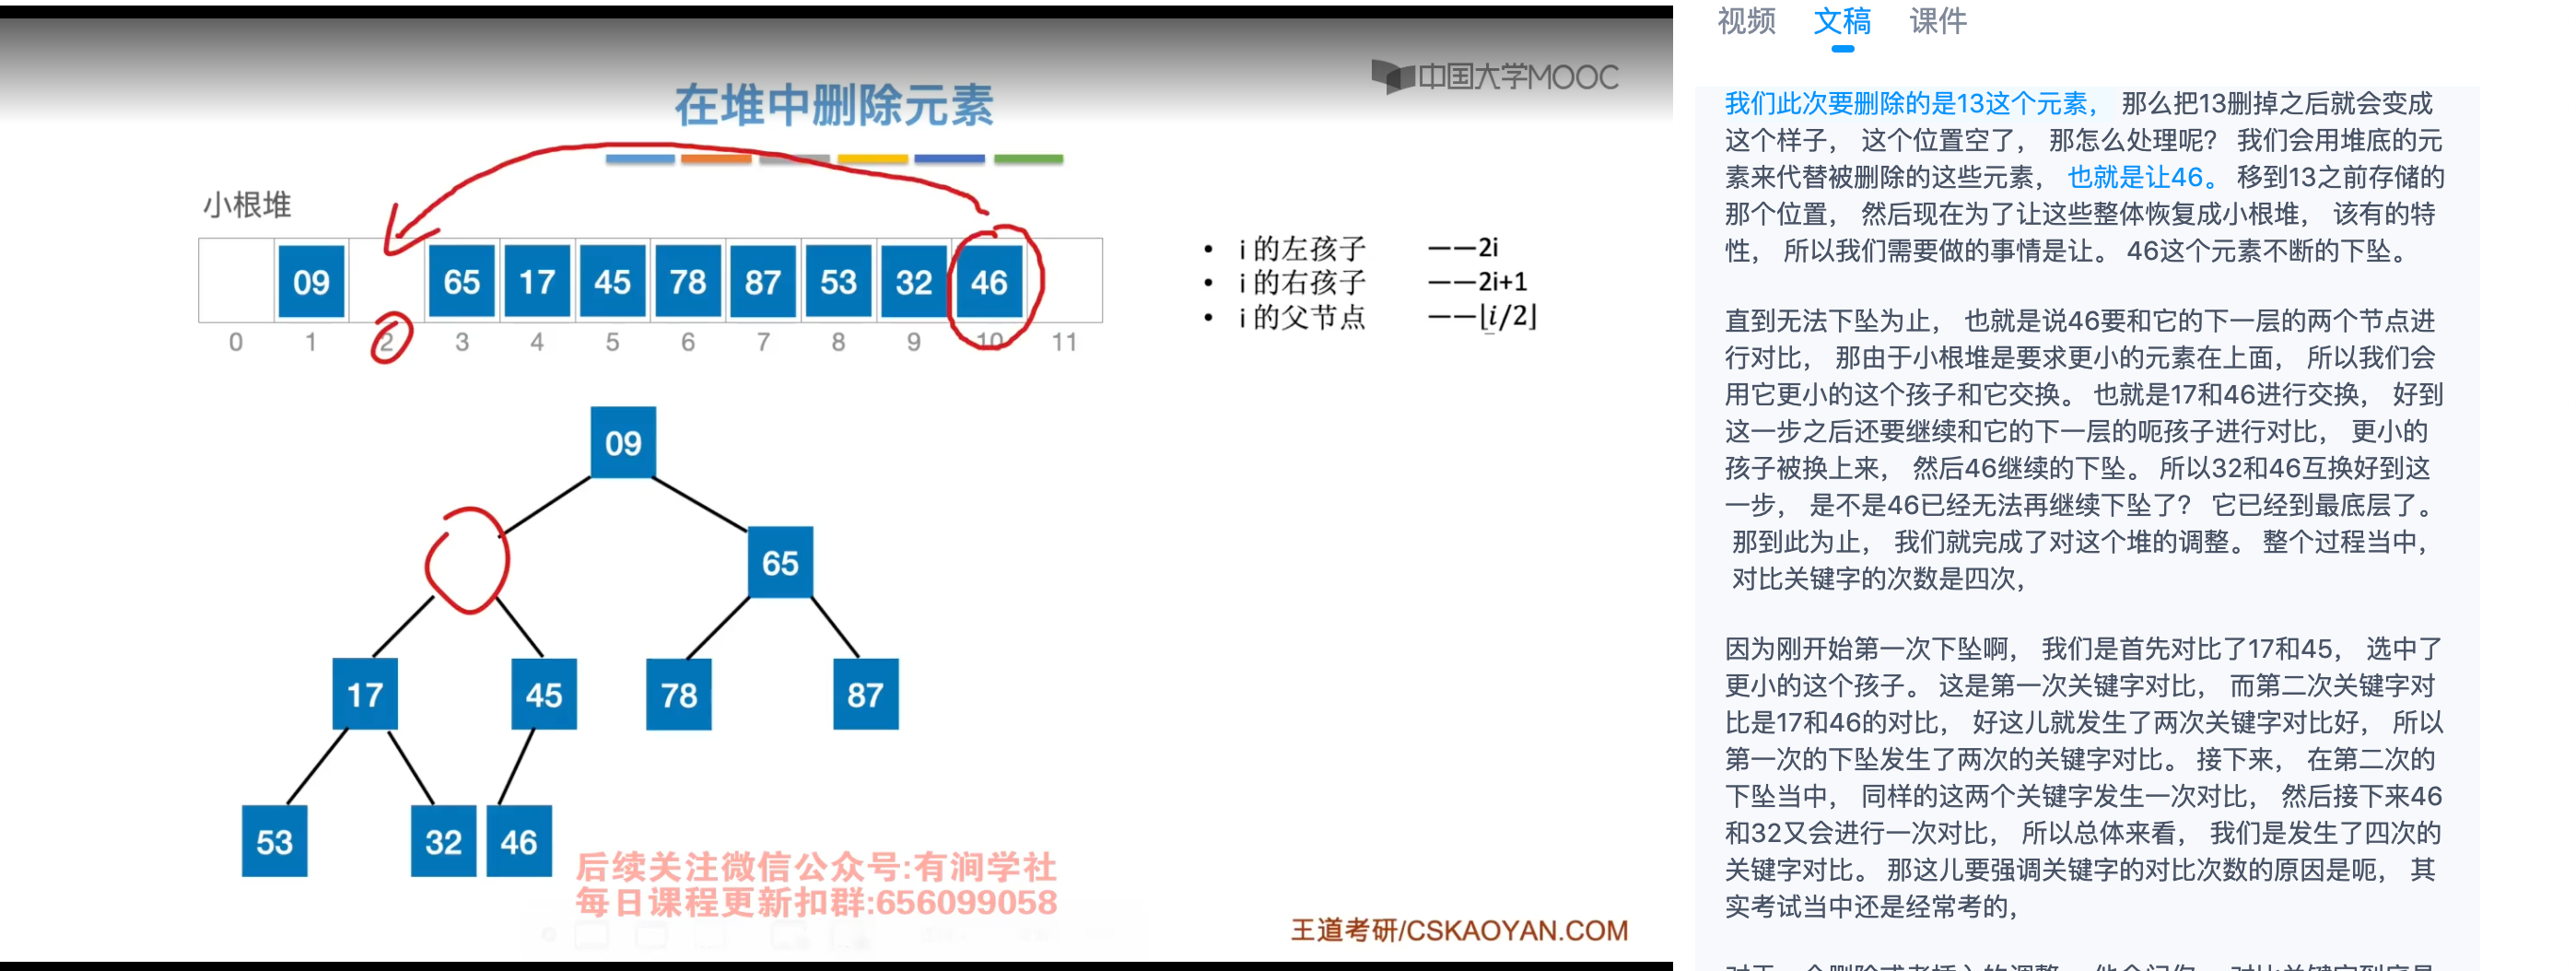 中国大学MOOC
在堆中删除元素
小根堆
09 65 17 45 78 87 53 32 46
0 1 2 3 4 5 6 7 8 9 10 11
• i 的左孩子 ——2i
• i 的右孩子 ——2i+1
• i 的父节点 ——⌊i/2⌋
09
65
17 45 78 87
53 32 46
后续关注微信公众号:有涧学社
每日课程更新扣群:656099058
王道考研/CSKAOYAN.COM
视频 文稿 课件
我们此次要删除的是13这个元素， 那么把13删掉之后就会变成
这个样子， 这个位置空了， 那怎么处理呢？ 我们会用堆底的元
素来代替被删除的这些元素， 也就是让46。 移到13之前存储的
那个位置， 然后现在为了让这些整体恢复成小根堆， 该有的特
性， 所以我们需要做的事情是让。 46这个元素不断的下坠。
直到无法下坠为止， 也就是说46要和它的下一层的两个节点进
行对比， 那由于小根堆是要求更小的元素在上面， 所以我们会
用它更小的这个孩子和它交换。 也就是17和46进行交换， 好到
这一步之后还要继续和它的下一层的呃孩子进行对比， 更小的
孩子被换上来， 然后46继续的下坠。 所以32和46互换好到这
一步， 是不是46已经无法再继续下坠了？ 它已经到最底层了。
那到此为止， 我们就完成了对这个堆的调整。 整个过程当中，
对比关键字的次数是四次，
因为刚开始第一次下坠啊， 我们是首先对比了17和45， 选中了
更小的这个孩子。 这是第一次关键字对比， 而第二次关键字对
比是17和46的对比， 好这儿就发生了两次关键字对比好， 所以
第一次的下坠发生了两次的关键字对比。 接下来， 在第二次的
下坠当中， 同样的这两个关键字发生一次对比， 然后接下来46
和32又会进行一次对比， 所以总体来看， 我们是发生了四次的
关键字对比。 那这儿要强调关键字的对比次数的原因是呃， 其
实考试当中还是经常考的，